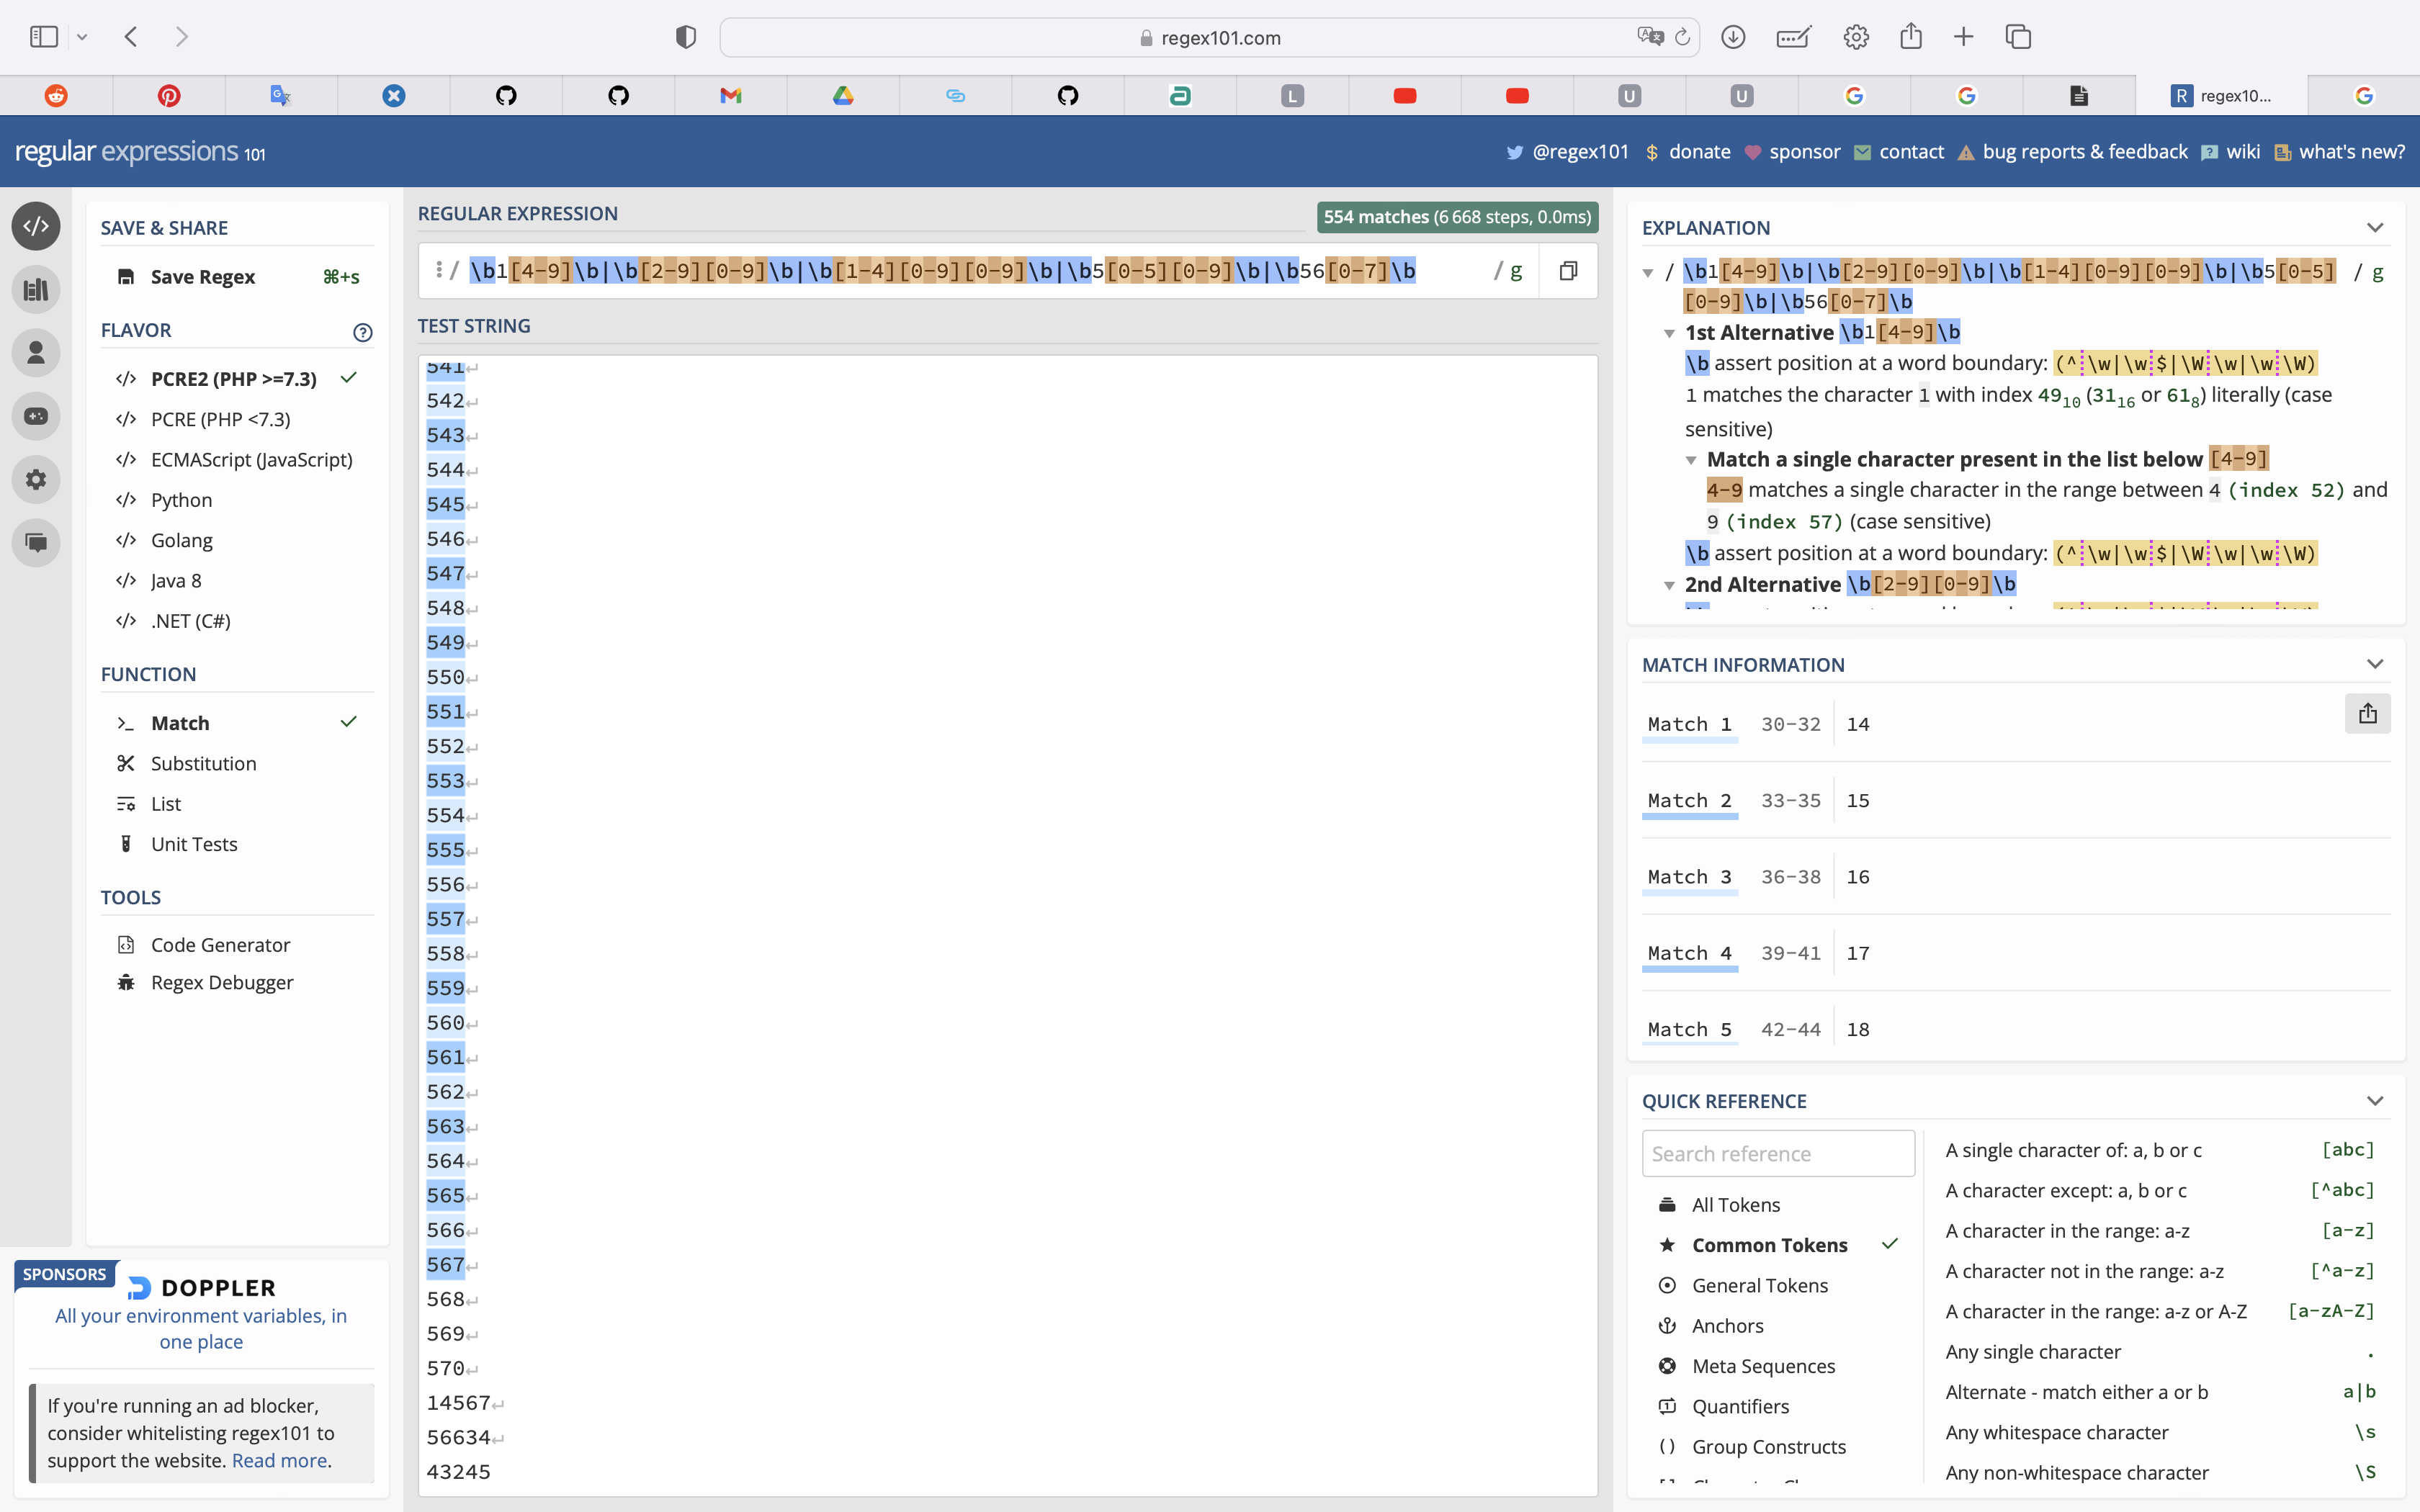 regex101.com
L
U
U
R regex10...
regular expressions 101
@regex101 $ donate sponsor contact bug reports & feedback wiki what's new?
SAVE & SHARE
Save Regex ⌘+s
FLAVOR
</> PCRE2 (PHP >=7.3)
</> PCRE (PHP <7.3)
</> ECMAScript (JavaScript)
</> Python
</> Golang
</> Java 8
</> .NET (C#)
FUNCTION
>_ Match
Substitution
List
Unit Tests
TOOLS
Code Generator
Regex Debugger
SPONSORS
DOPPLER
All your environment variables, in
one place
If you're running an ad blocker,
consider whitelisting regex101 to
support the website. Read more.
REGULAR EXPRESSION
554 matches (6 668 steps, 0.0ms)
/ \b1[4-9]\b|\b[2-9][0-9]\b|\b[1-4][0-9][0-9]\b|\b5[0-5][0-9]\b|\b56[0-7]\b / g
TEST STRING
541
542
543
544
545
546
547
548
549
550
551
552
553
554
555
556
557
558
559
560
561
562
563
564
565
566
567
568
569
570
14567
56634
43245
EXPLANATION
/ \b1[4-9]\b|\b[2-9][0-9]\b|\b[1-4][0-9][0-9]\b|\b5[0-5] / g
[0-9]\b|\b56[0-7]\b
1st Alternative \b1[4-9]\b
\b assert position at a word boundary: (^\w|\w$|\W\w|\w\W)
1 matches the character 1 with index 49₁₀ (31₁₆ or 61₈) literally (case
sensitive)
Match a single character present in the list below [4-9]
4-9 matches a single character in the range between 4 (index 52) and
9 (index 57) (case sensitive)
\b assert position at a word boundary: (^\w|\w$|\W\w|\w\W)
2nd Alternative \b[2-9][0-9]\b
MATCH INFORMATION
Match 1 30-32 14
Match 2 33-35 15
Match 3 36-38 16
Match 4 39-41 17
Match 5 42-44 18
QUICK REFERENCE
Search reference
All Tokens
Common Tokens
General Tokens
Anchors
Meta Sequences
Quantifiers
Group Constructs
A single character of: a, b or c [abc]
A character except: a, b or c [^abc]
A character in the range: a-z [a-z]
A character not in the range: a-z [^a-z]
A character in the range: a-z or A-Z [a-zA-Z]
Any single character .
Alternate - match either a or b a|b
Any whitespace character \s
Any non-whitespace character \S